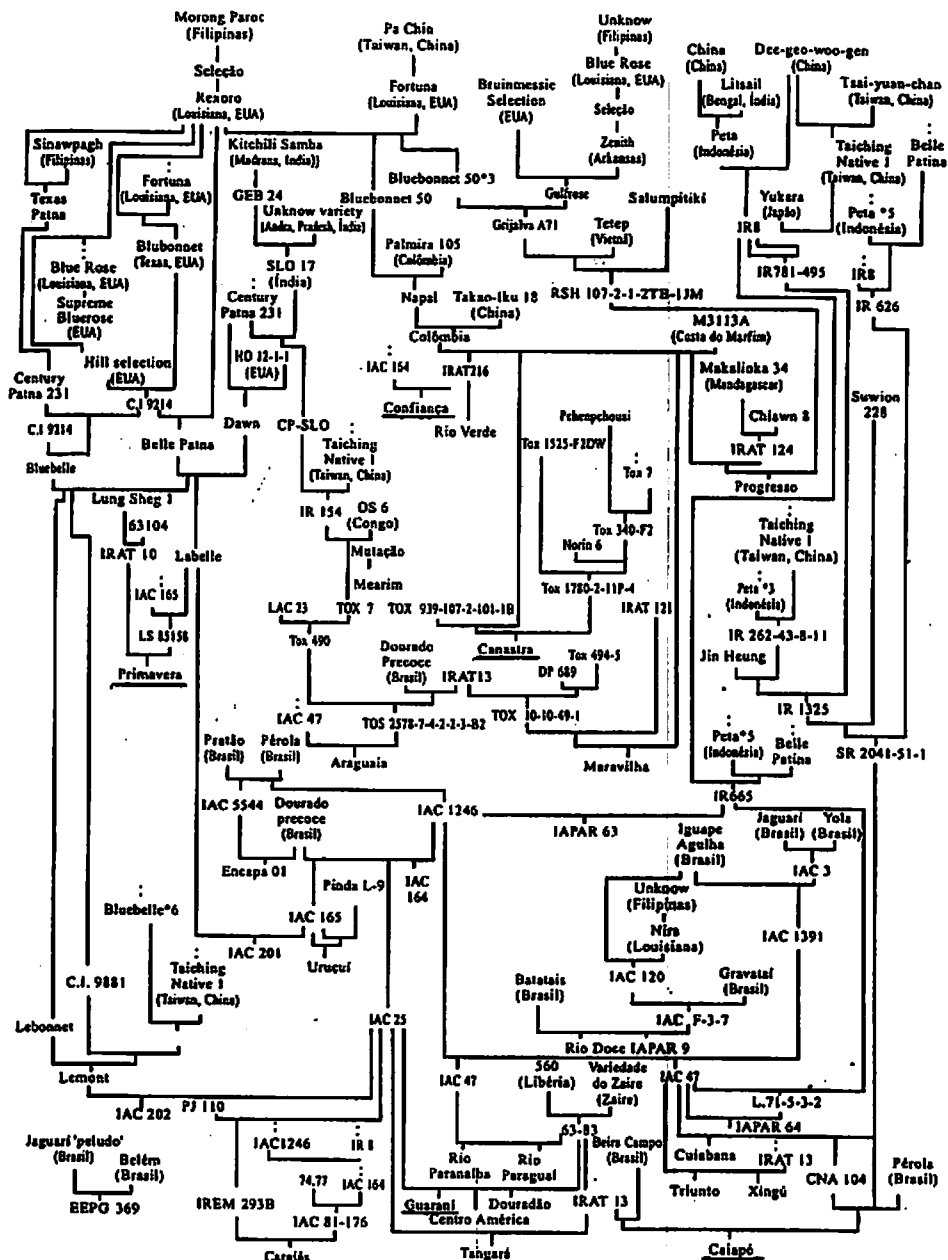 Morong Paroc
(Filipinas)
Seleção
Rexoro
(Louisiana, EUA)
Pa Chin
(Taiwan, China)
Fortuna
(Louisiana, EUA)
Bruinmessie
Selection
(EUA)
Unknow
(Filipinas)
Blue Rose
(Louisiana, EUA)
Seleção
Zenith
(Arkansas)
China
(China)
Litsail
(Bengal, Índia)
Peta
(Indonésia)
Dee-geo-woo-gen
(China)
Tsai-yuan-chan
(Taiwan, China)
Taiching
Native 1
(Taiwan, China)
Belle
Patina
Sinawpagh
(Filipinas)
Texas
Patna
Fortuna
(Louisiana, EUA)
Blubonnet
(Texas, EUA)
Kitchili Samba
(Madrana, Índia)
GEB 24
Unknow variety
(Andra, Pradesh, Índia)
Bluebonnet 50
Bluebonnet 50*3
Gulfrose
Grijalva A71
Satumpitiki
Tetep
(Vietnã)
IR8
Yukara
(Japão)
Peta *5
(Indonésia)
IR781-495
IR8
IR 626
Blue Rose
(Louisiana, EUA)
Supreme
Bluerose
(EUA)
Hill selection
(EUA)
SLO 17
(Índia)
Century
Patna 231
HO 12-1-1
(EUA)
Palmira 105
(Colômbia)
Napal
Takao-Iku 18
(China)
Colômbia
RSH 107-2-1-2TB-1JM
M3113A
(Costa do Marfim)
Century
Patna 231
C.I 9214
C.I 9214
Belle Patna
Dawn
CP-SLO
IAC 164
IRAT216
Confiança
Rio Verde
Makalioka 34
(Mandagascar)
Chlawn 8
IRAT 124
Progresso
Suwion
228
Bluebelle
Lung Sheg 1
63104
IRAT 10
Labelle
Taiching
Native 1
(Taiwan, China)
IR 154
OS 6
(Congo)
Mutação
Mearim
Pchenpchousi
Tox 1525-F2DW
Tox 7
Tox 340-F2
Norin 6
Tox 1780-2-11P-4
Taiching
Native 1
(Taiwan, China)
Peta *3
(Indonésia)
IR 262-43-8-11
IAC 165
LS 85158
Primavera
LAC 23
TOX 7
Tox 490
TOX 939-107-2-101-1B
Canastra
IRAT 121
Dourado
Precoce
(Brasil)
IRAT13
DP 689
Tox 494-5
Jin Heung
IR 1325
IAC 47
TOS 2578-7-4-2-2-3-B2
TOX 10-10-49-1
Araguaia
Maravilha
Peta*5
(Indonésia)
Belle
Patina
SR 2041-51-1
Pratão
(Brasil)
Pérola
(Brasil)
IAC 5544
Dourado
precoce
(Brasil)
IAC 1246
IR665
IAPAR 63
Encapa 01
IAC
164
Iguape
Agulha
(Brasil)
Jaguari
(Brasil)
Yola
(Brasil)
IAC 3
Bluebelle*6
Pinda L-9
IAC 165
IAC 201
Uruçuí
Unknow
(Filipinas)
Nira
(Louisiana)
IAC 120
IAC 1391
C.I. 9881
Taiching
Native 1
(Taiwan, China)
Batatais
(Brasil)
Gravataí
(Brasil)
IAC F-3-7
Lebonnet
IAC 25
Rio Doce
IAPAR 9
Lemont
IAC 47
560
(Libéria)
Variedade
do Zaire
(Zaire)
IAC 47
L.71-5-3-2
IAC 202
PJ 110
63-83
IAPAR 64
Jaguarí 'peludo'
(Brasil)
Belém
(Brasil)
EEPG 369
IAC1246
IR 8
Rio
Paranaíba
Rio
Paraguai
Beira Campo
(Brasil)
Cuiabana
IRAT 13
Pérola
(Brasil)
IREM 293B
IAC 164
IAC 81-176
Guaraní
Douradão
IRAT 13
Triunfo
Xingú
CNA 104
Centro América
Carajás
Tangará
Caiapó